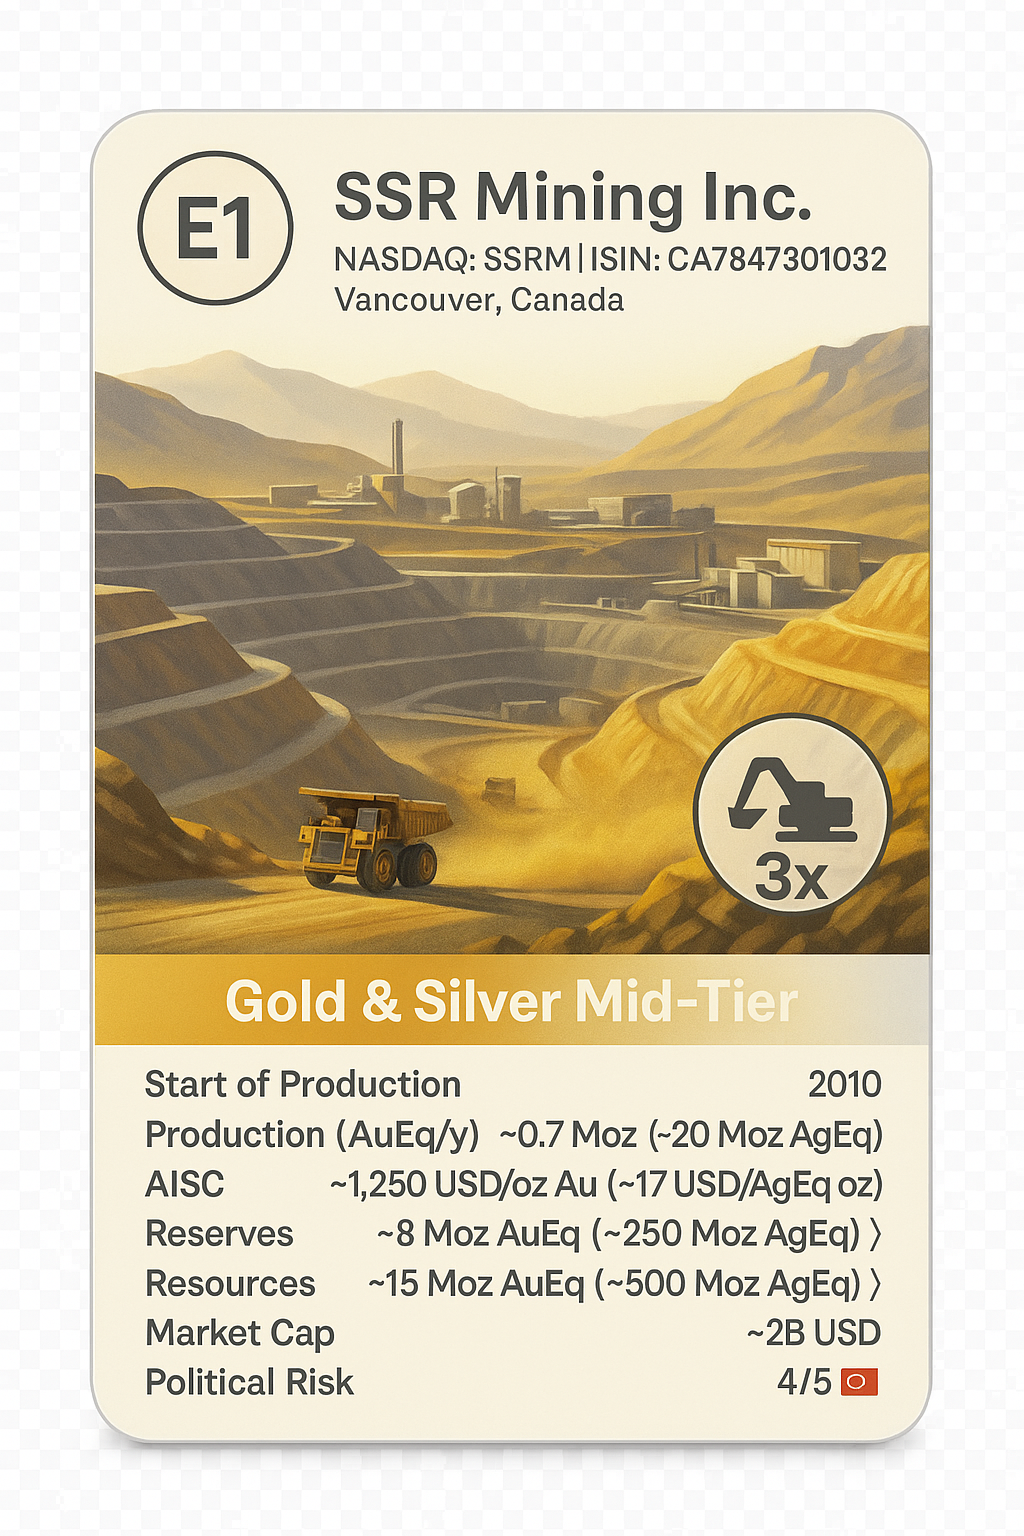 E1
SSR Mining Inc.
NASDAQ: SSRM | ISIN: CA7847301032
Vancouver, Canada
3x
Gold & Silver Mid-Tier
Start of Production 2010
Production (AuEq/y) ~0.7 Moz (~20 Moz AgEq)
AISC ~1,250 USD/oz Au (~17 USD/AgEq oz)
Reserves ~8 Moz AuEq (~250 Moz AgEq) 〉
Resources ~15 Moz AuEq (~500 Moz AgEq) 〉
Market Cap ~2B USD
Political Risk 4/5